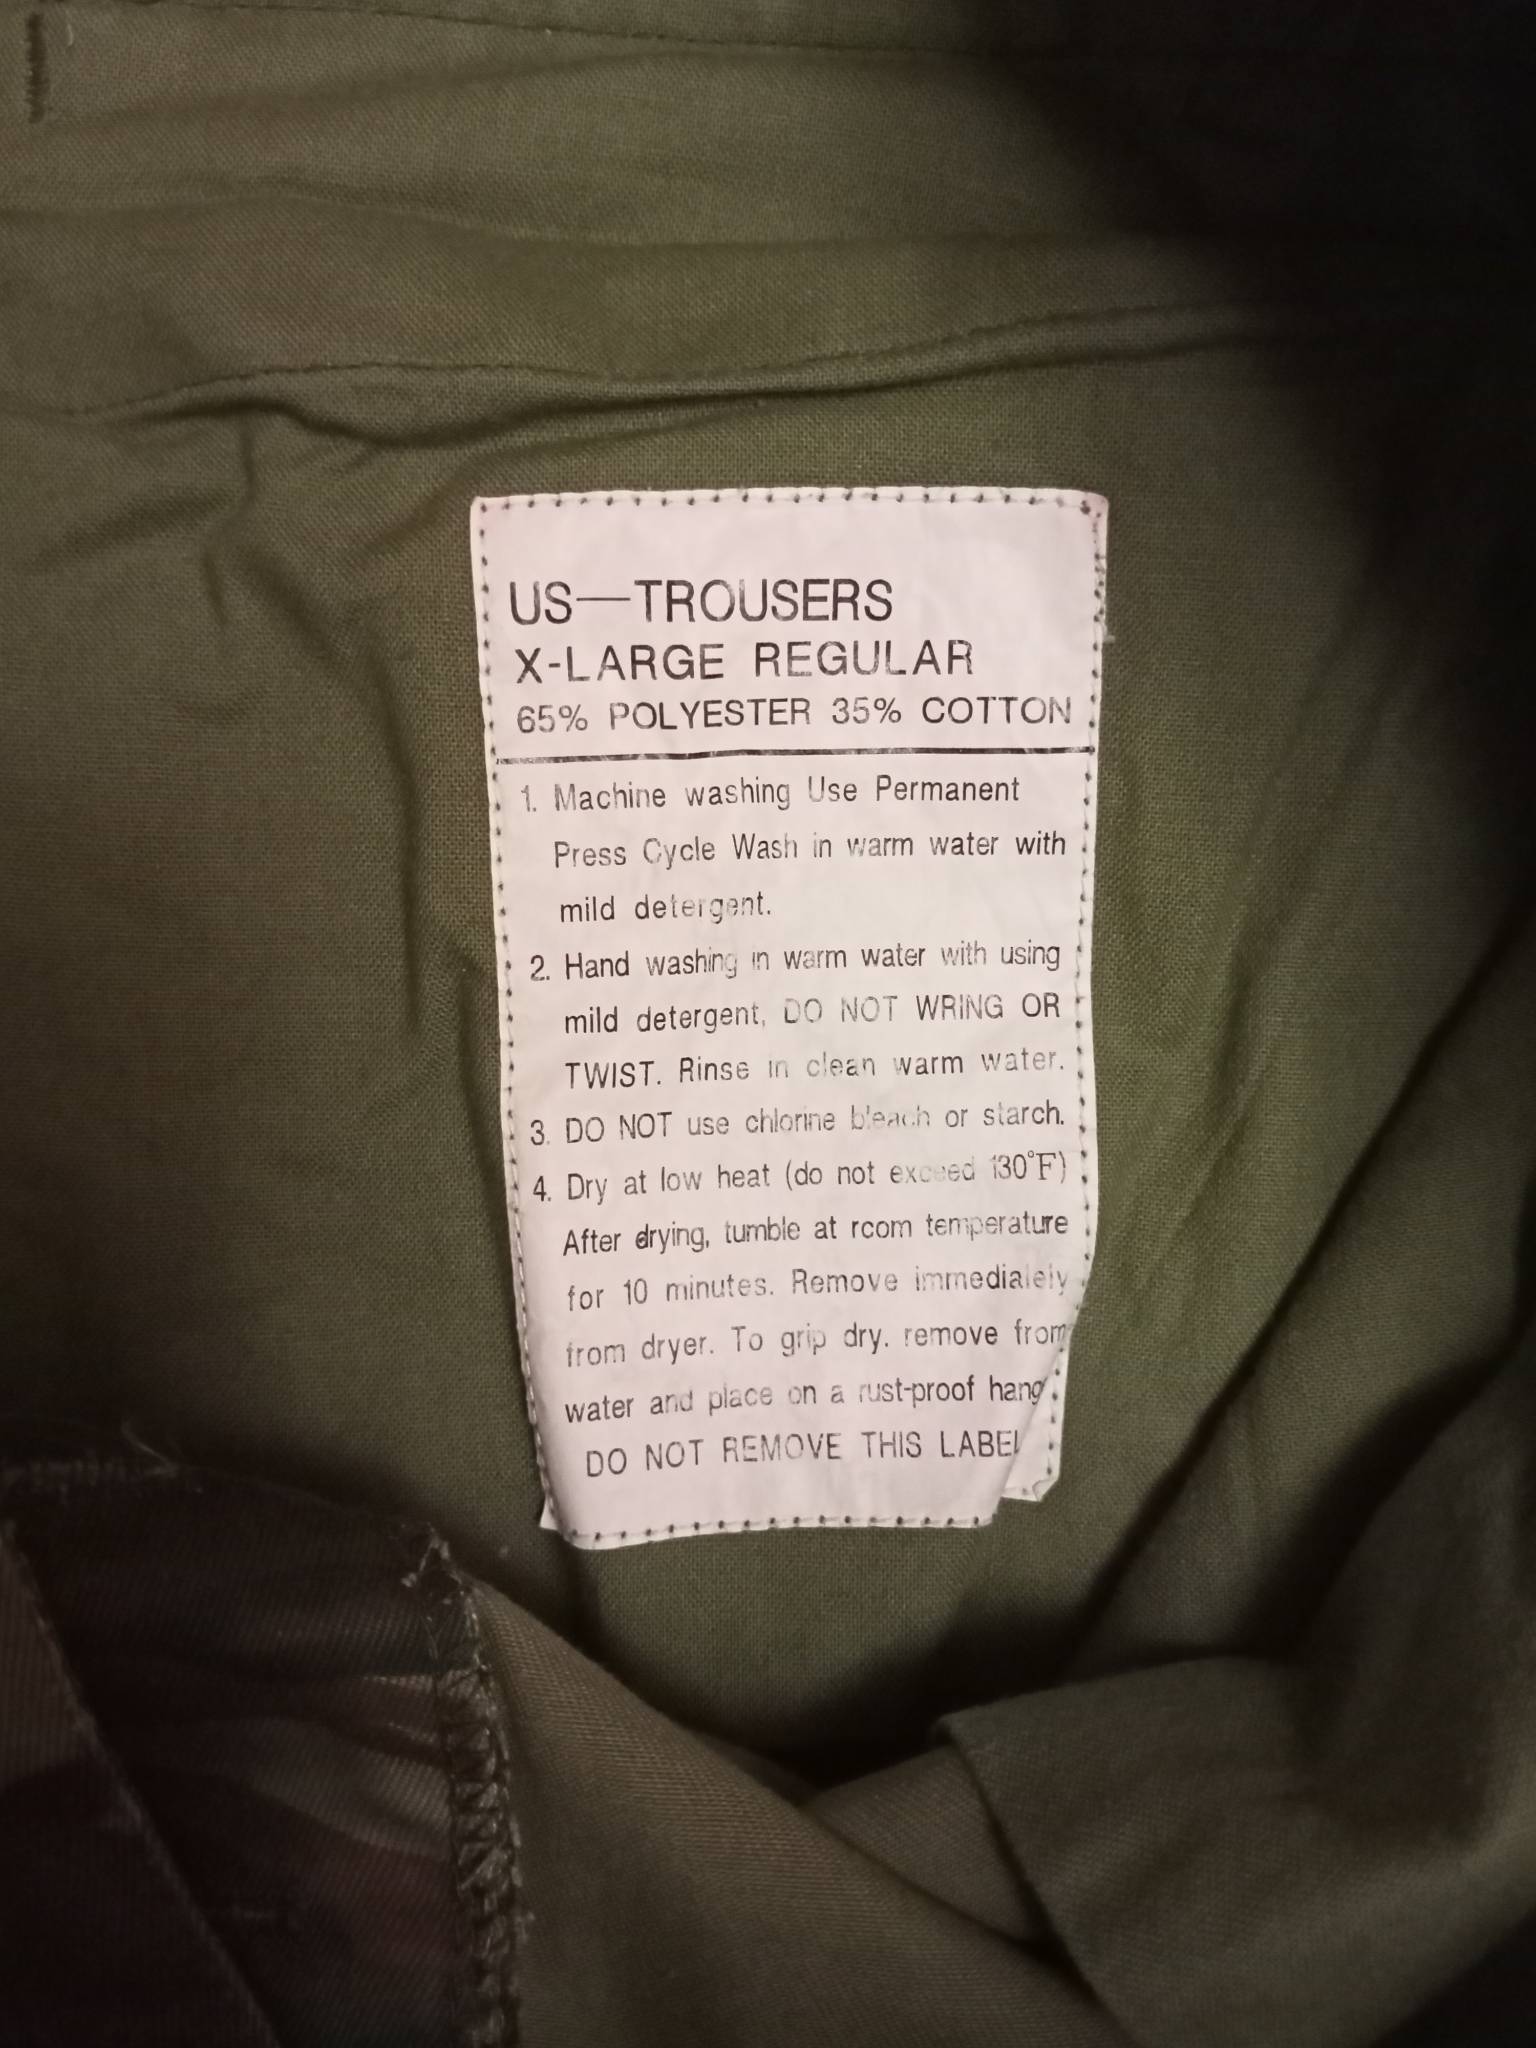 US—TROUSERS
X-LARGE REGULAR
65% POLYESTER 35% COTTON
1. Machine washing Use Permanent
Press Cycle Wash in warm water with
mild detergent.
2. Hand washing in warm water with using
mild detergent, DO NOT WRING OR
TWIST. Rinse in clean warm water.
3. DO NOT use chlorine bleach or starch.
4. Dry at low heat (do not exceed 130°F)
After drying, tumble at room temperature
for 10 minutes. Remove immediately
from dryer. To grip dry. remove from
water and place on a rust-proof hang
DO NOT REMOVE THIS LABEL